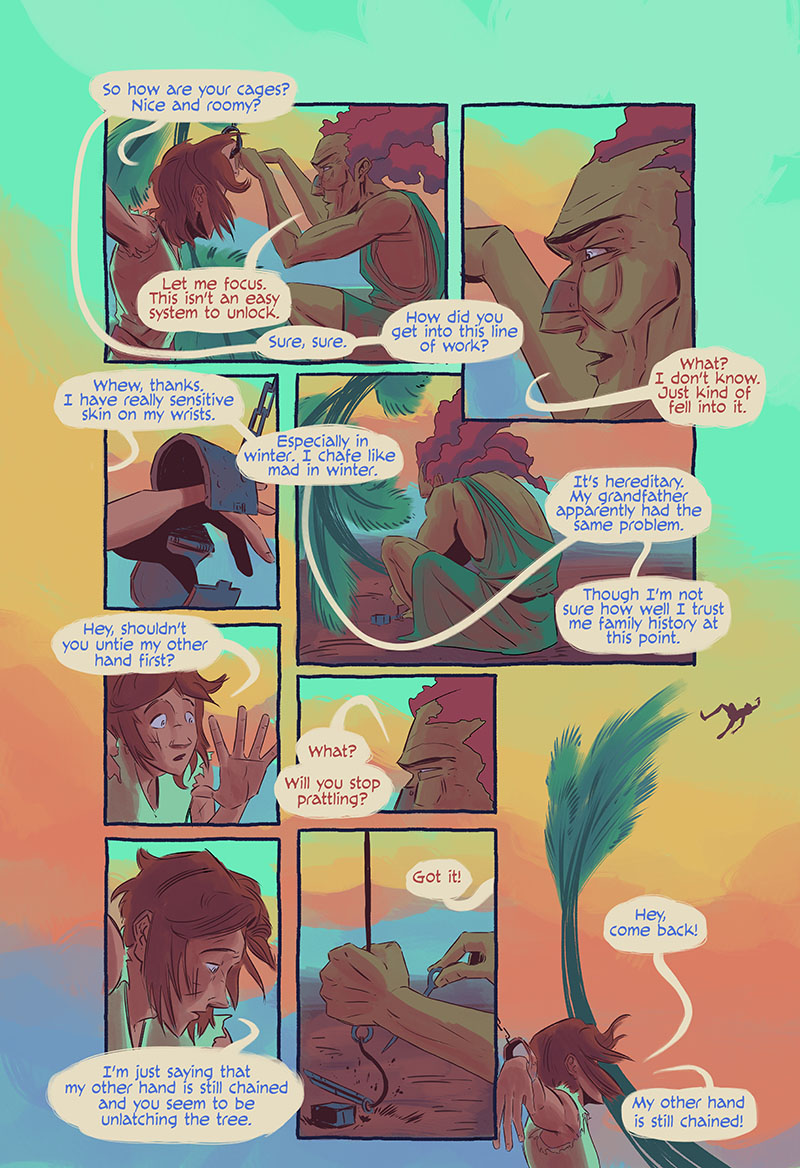 So how are your cages?
Nice and roomy?
Let me focus.
This isn't an easy
system to unlock.
Sure, sure.
How did you
get into this line
of work?
What?
I don't know.
Just kind of
fell into it.
Whew, thanks.
I have really sensitive
skin on my wrists.
Especially in
winter. I chafe like
mad in winter.
It's hereditary.
My grandfather
apparently had the
same problem.
Though I'm not
sure how well I trust
me family history at
this point.
Hey, shouldn't
you untie my other
hand first?
What?
Will you stop
prattling?
I'm just saying that
my other hand is still chained
and you seem to be
unlatching the tree.
Got it!
Hey,
come back!
My other hand
is still chained!